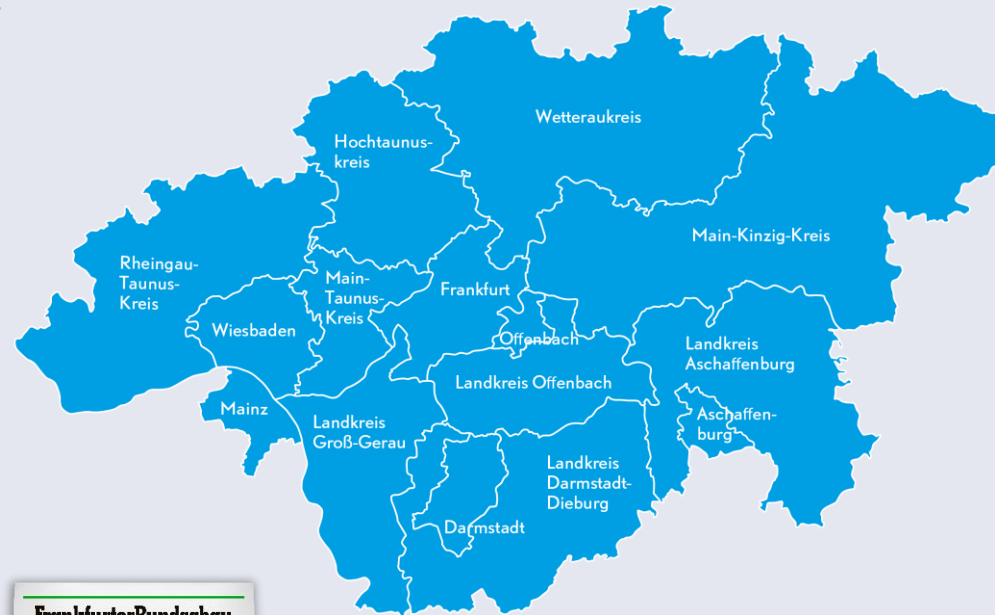 Wetteraukreis
Hochtaunus-
kreis
Main-Kinzig-Kreis
Rheingau-
Taunus-
Kreis
Main-
Taunus-
Kreis
Frankfurt
Wiesbaden
Offenbach
Landkreis
Aschaffenburg
Landkreis Offenbach
Mainz
Landkreis
Groß-Gerau
Aschaffen-
burg
Landkreis
Darmstadt-
Dieburg
Darmstadt
FrankfurterRundschau